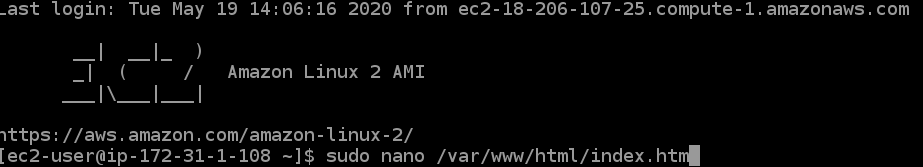 Last login: Tue May 19 14:06:16 2020 from ec2-18-206-107-25.compute-1.amazonaws.com
       __|  __|_  )
       _|  (     /   Amazon Linux 2 AMI
      ___|\___|___|
https://aws.amazon.com/amazon-linux-2/
[ec2-user@ip-172-31-1-108 ~]$ sudo nano /var/www/html/index.htm